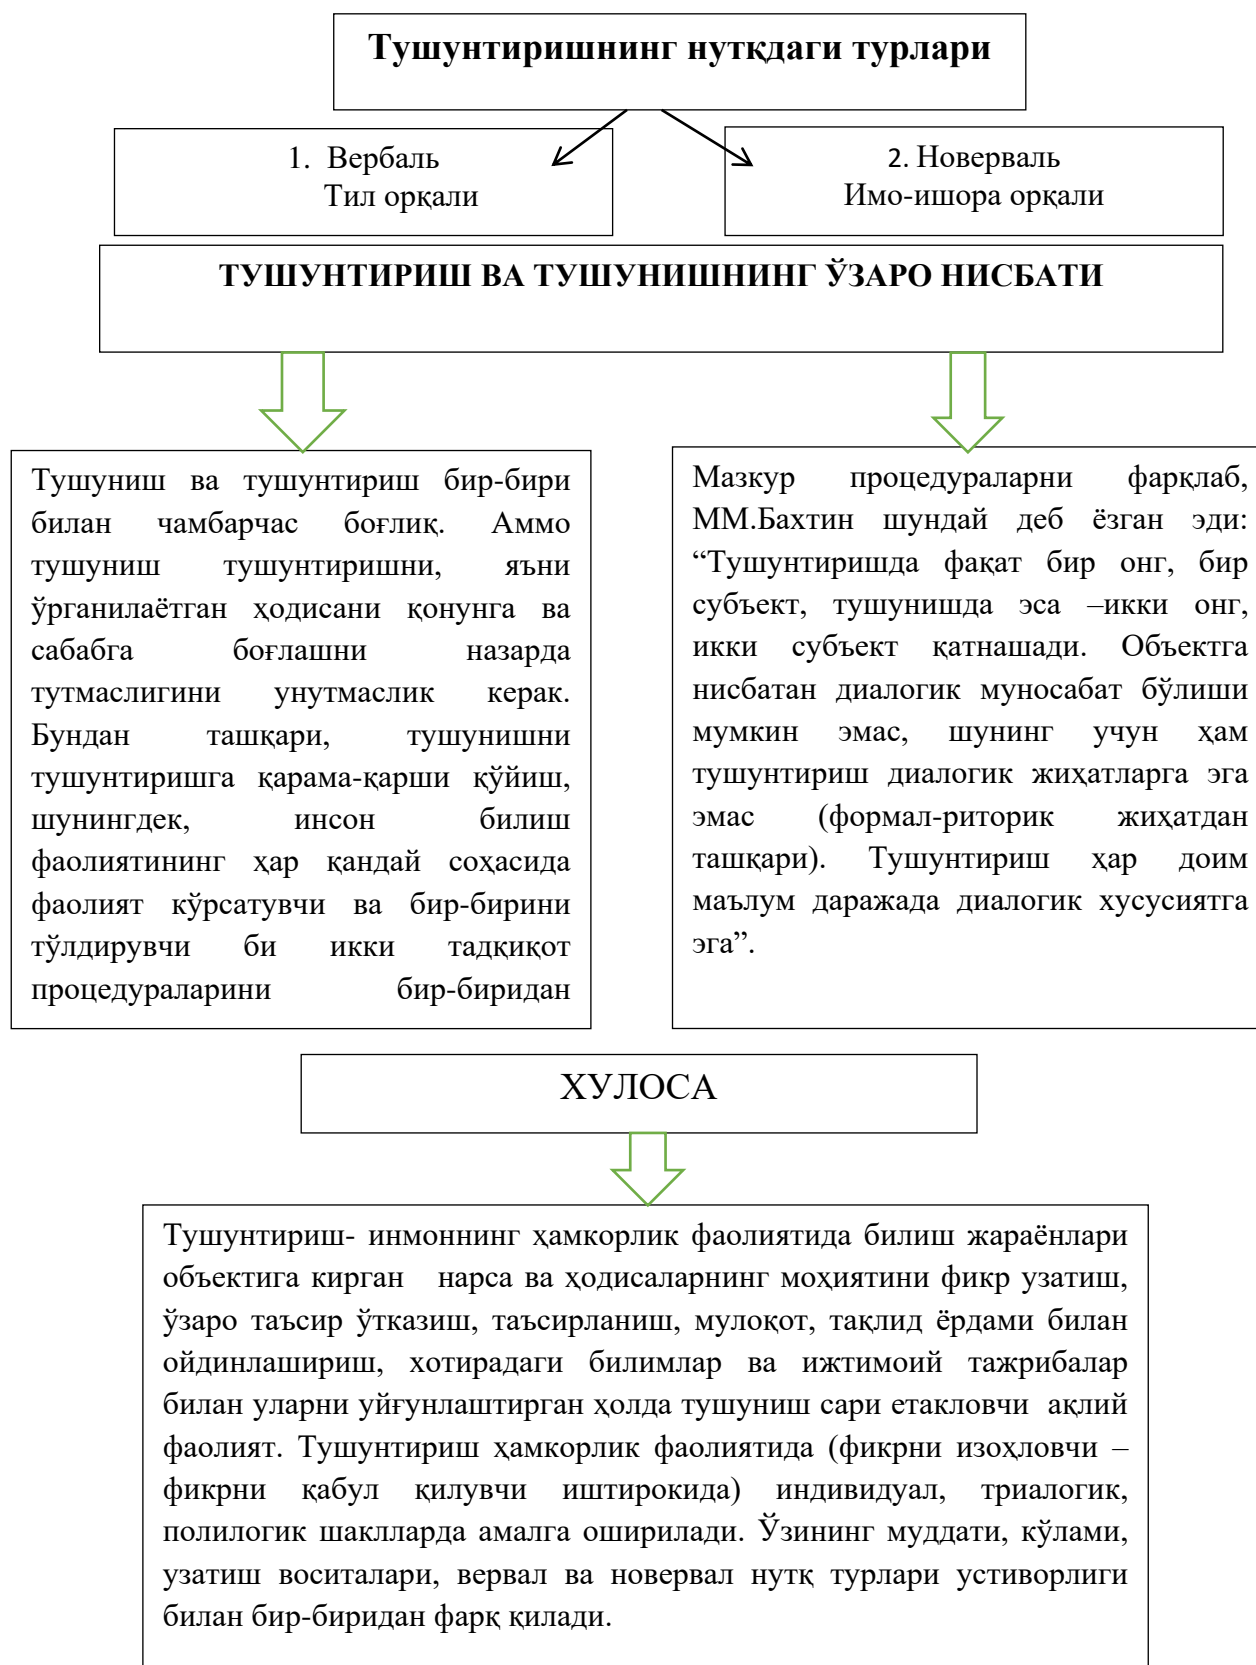 Тушунтиришнинг нутқдаги турлари
1. Вербаль
Тил орқали
2. Новерваль
Имо-ишора орқали
ТУШУНТИРИШ ВА ТУШУНИШНИНГ ЎЗАРО НИСБАТИ
Тушуниш ва тушунтириш бир-бири
билан чамбарчас боғлиқ. Аммо
тушуниш тушунтиришни, яъни
ўрганилаётган ҳодисани қонунга ва
сабабга боғлашни назарда
тутмаслигини унутмаслик керак.
Бундан ташқари, тушунишни
тушунтиришга қарама-қарши қўйиш,
шунингдек, инсон билиш
фаолиятининг ҳар қандай соҳасида
фаолият кўрсатувчи ва бир-бирини
тўлдирувчи би икки тадқиқот
процедураларини бир-биридан
Мазкур процедураларни фарқлаб,
ММ.Бахтин шундай деб ёзган эди:
“Тушунтиришда фақат бир онг, бир
субъект, тушунишда эса –икки онг,
икки субъект қатнашади. Объектга
нисбатан диалогик муносабат бўлиши
мумкин эмас, шунинг учун ҳам
тушунтириш диалогик жиҳатларга эга
эмас (формал-риторик жиҳатдан
ташқари). Тушунтириш ҳар доим
маълум даражада диалогик хусусиятга
эга”.
ХУЛОСА
Тушунтириш- инмоннинг ҳамкорлик фаолиятида билиш жараёнлари
объектига кирган нарса ва ҳодисаларнинг моҳиятини фикр узатиш,
ўзаро таъсир ўтказиш, таъсирланиш, мулоқот, тақлид ёрдами билан
ойдинлашириш, хотирадаги билимлар ва ижтимоий тажрибалар
билан уларни уйғунлаштирган ҳолда тушуниш сари етакловчи ақлий
фаолият. Тушунтириш ҳамкорлик фаолиятида (фикрни изоҳловчи –
фикрни қабул қилувчи иштирокида) индивидуал, триалогик,
полилогик шаклларда амалга оширилади. Ўзининг муддати, кўлами,
узатиш воситалари, вервал ва новервал нутқ турлари устиворлиги
билан бир-биридан фарқ қилади.